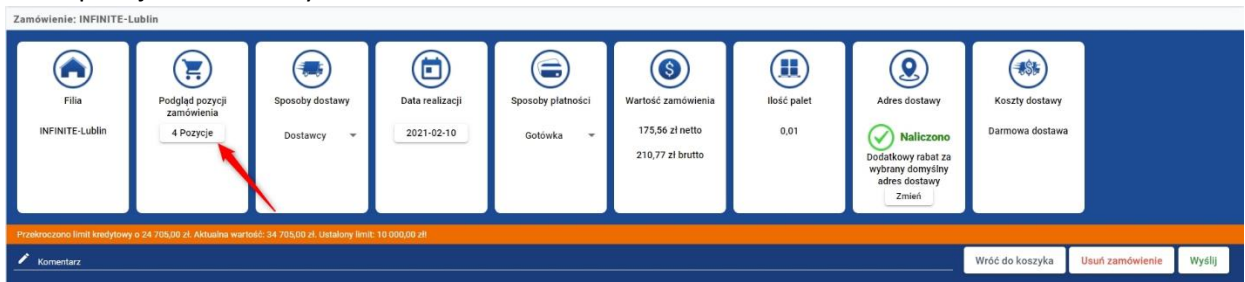 Zamówienie: INFINITE-Lublin
Filia
INFINITE-Lublin
Podgląd pozycji
zamówienia
4 Pozycje
Sposoby dostawy
Dostawcy
Data realizacji
2021-02-10
Sposoby płatności
Gotówka
Wartość zamówienia
175,56 zł netto
210,77 zł brutto
Ilość palet
0,01
Adres dostawy
Naliczono
Dodatkowy rabat za
wybrany domyślny
adres dostawy
Zmień
Koszty dostawy
Darmowa dostawa
Przekroczono limit kredytowy o 24 705,00 zł. Aktualna wartość: 34 705,00 zł. Ustalony limit: 10 000,00 zł!
Komentarz
Wróć do koszyka
Usuń zamówienie
Wyślij